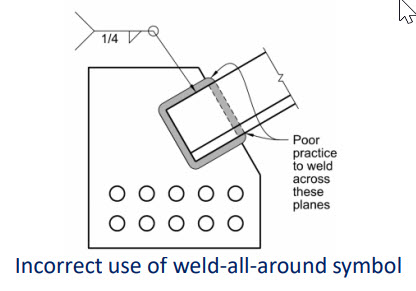 1/4
Poor
practice
to weld
across
these
planes
Incorrect use of weld-all-around symbol